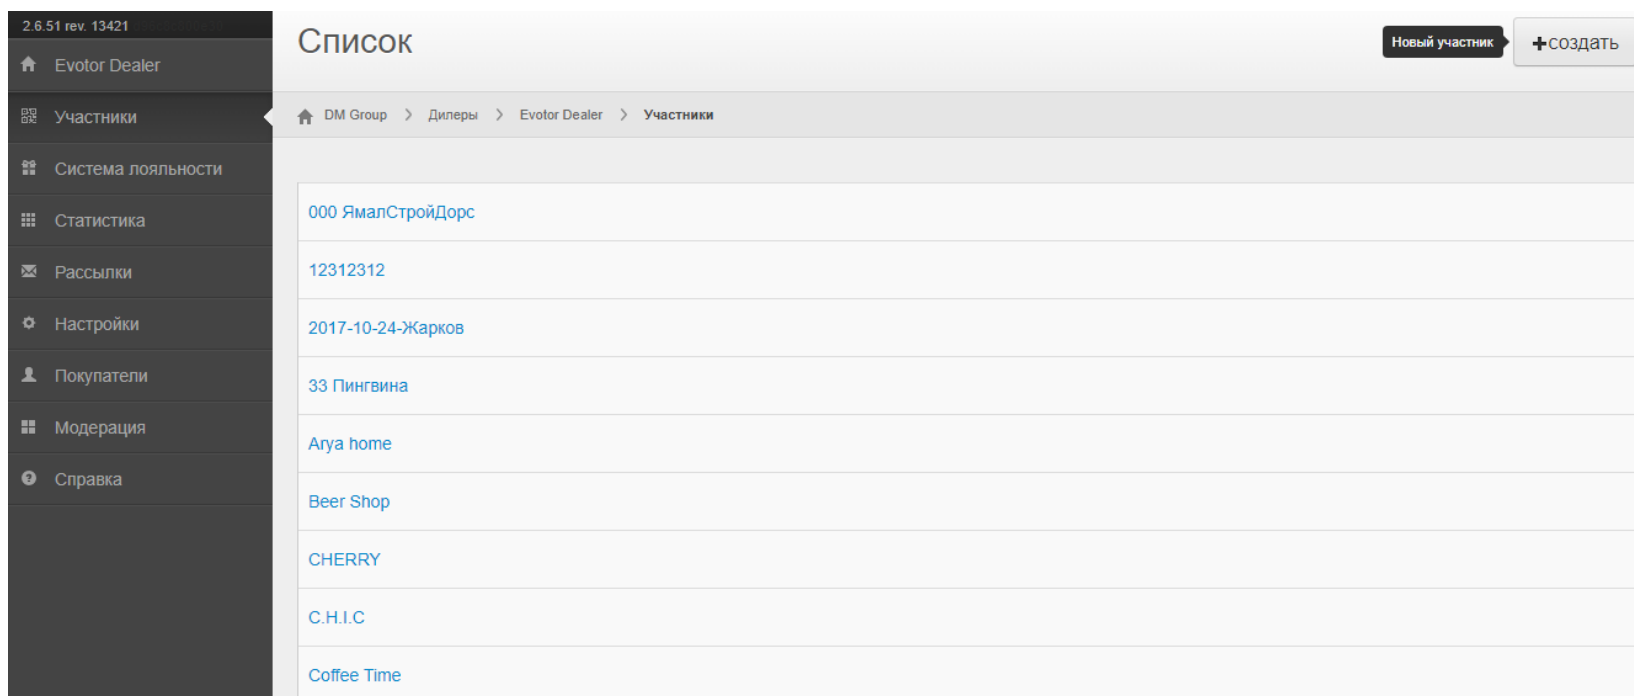 2.6.51 rev. 13421
Evotor Dealer
Участники
Система лояльности
Статистика
Рассылки
Настройки
Покупатели
Модерация
Справка
Список
Новый участник
+создать
DM Group > Дилеры > Evotor Dealer > Участники
000 ЯмалСтройДорс
12312312
2017-10-24-Жарков
33 Пингвина
Arya home
Beer Shop
CHERRY
C.H.I.C
Coffee Time